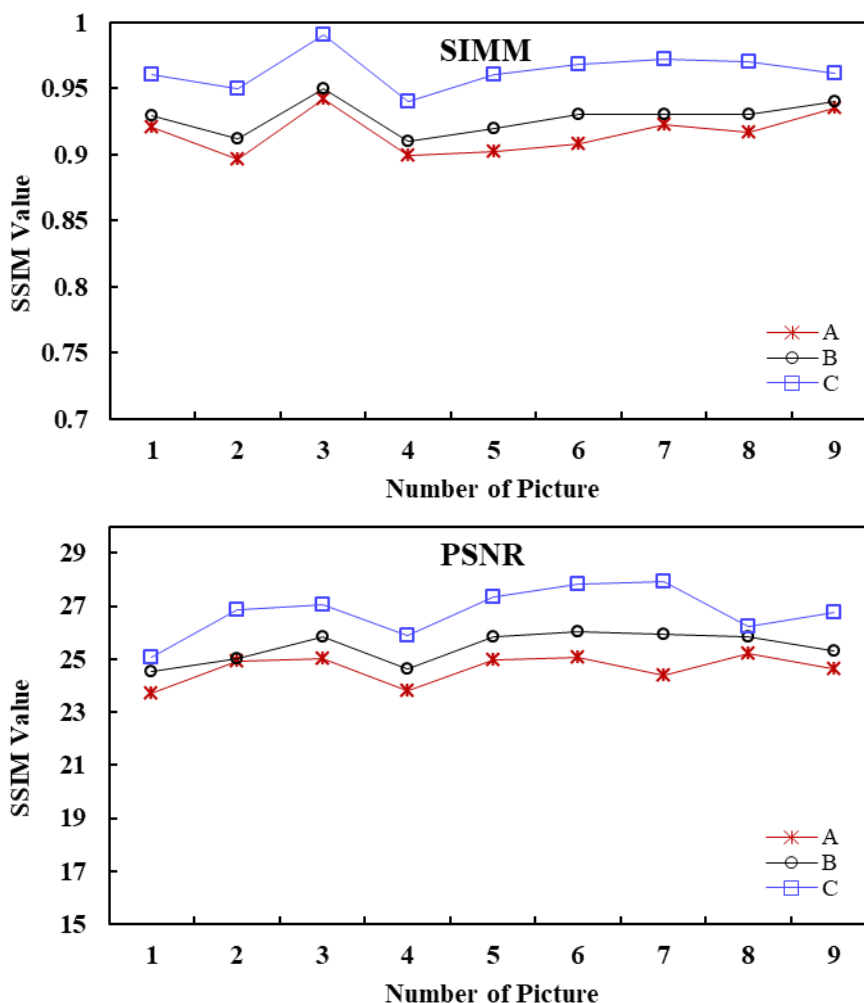 SIMM
1
0.95
0.9
0.85
0.8
0.75
0.7
SSIM Value
A
B
C
1 2 3 4 5 6 7 8 9
Number of Picture
PSNR
29
27
25
23
21
19
17
15
SSIM Value
A
B
C
1 2 3 4 5 6 7 8 9
Number of Picture